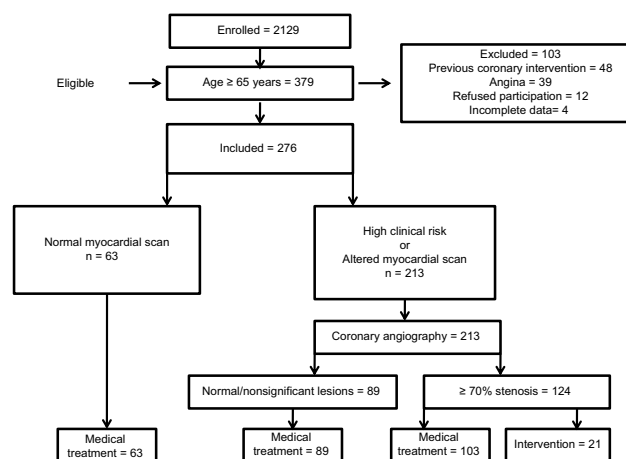 Enrolled = 2129
Excluded = 103
Previous coronary intervention = 48
Angina = 39
Refused participation = 12
Incomplete data= 4
Eligible
Age ≥ 65 years = 379
Included = 276
Normal myocardial scan
n = 63
High clinical risk
or
Altered myocardial scan
n = 213
Coronary angiography = 213
Normal/nonsignificant lesions = 89
≥ 70% stenosis = 124
Medical
treatment = 63
Medical
treatment = 89
Medical
treatment = 103
Intervention = 21